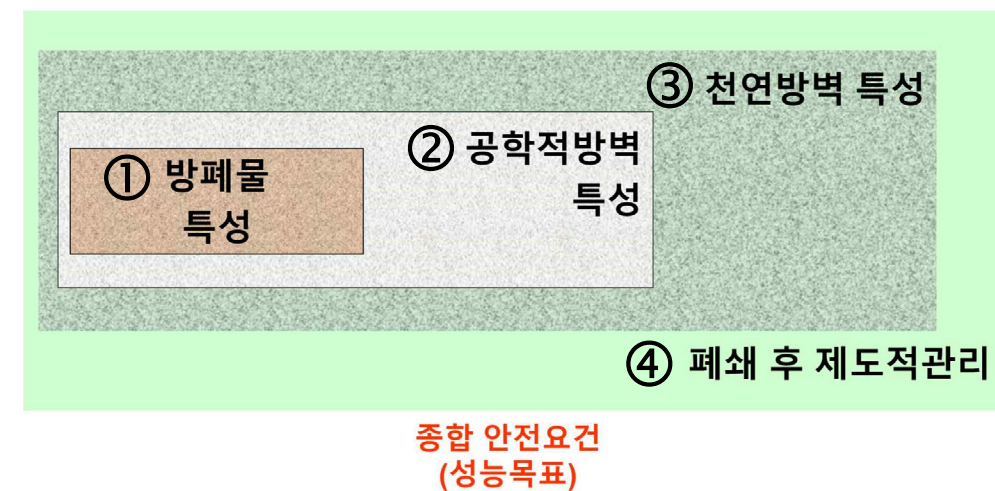 ③ 천연방벽 특성
② 공학적방벽
특성
① 방폐물
특성
④ 폐쇄 후 제도적관리
종합 안전요건
(성능목표)